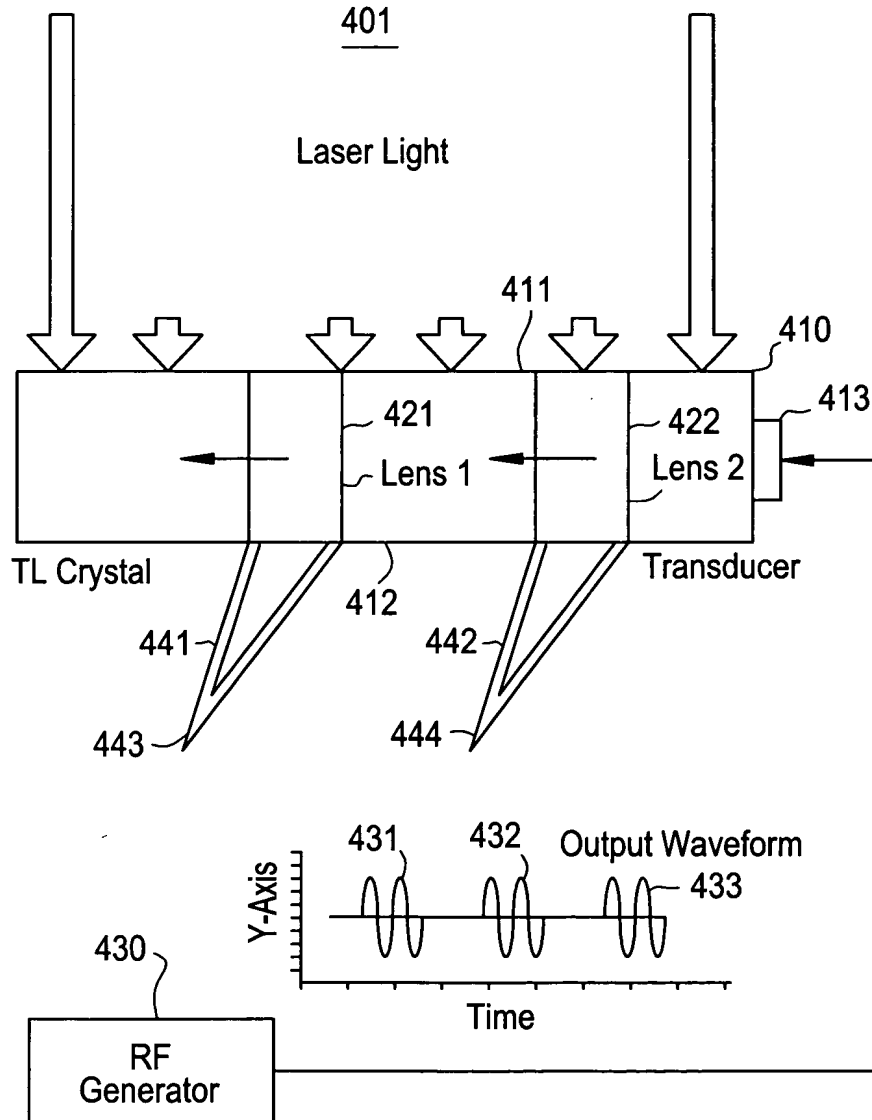 401
Laser Light
411
410
413
421
422
Lens 1
Lens 2
TL Crystal
412
Transducer
441
442
443
444
431
432
Output Waveform
433
Y-Axis
430
Time
RF
Generator